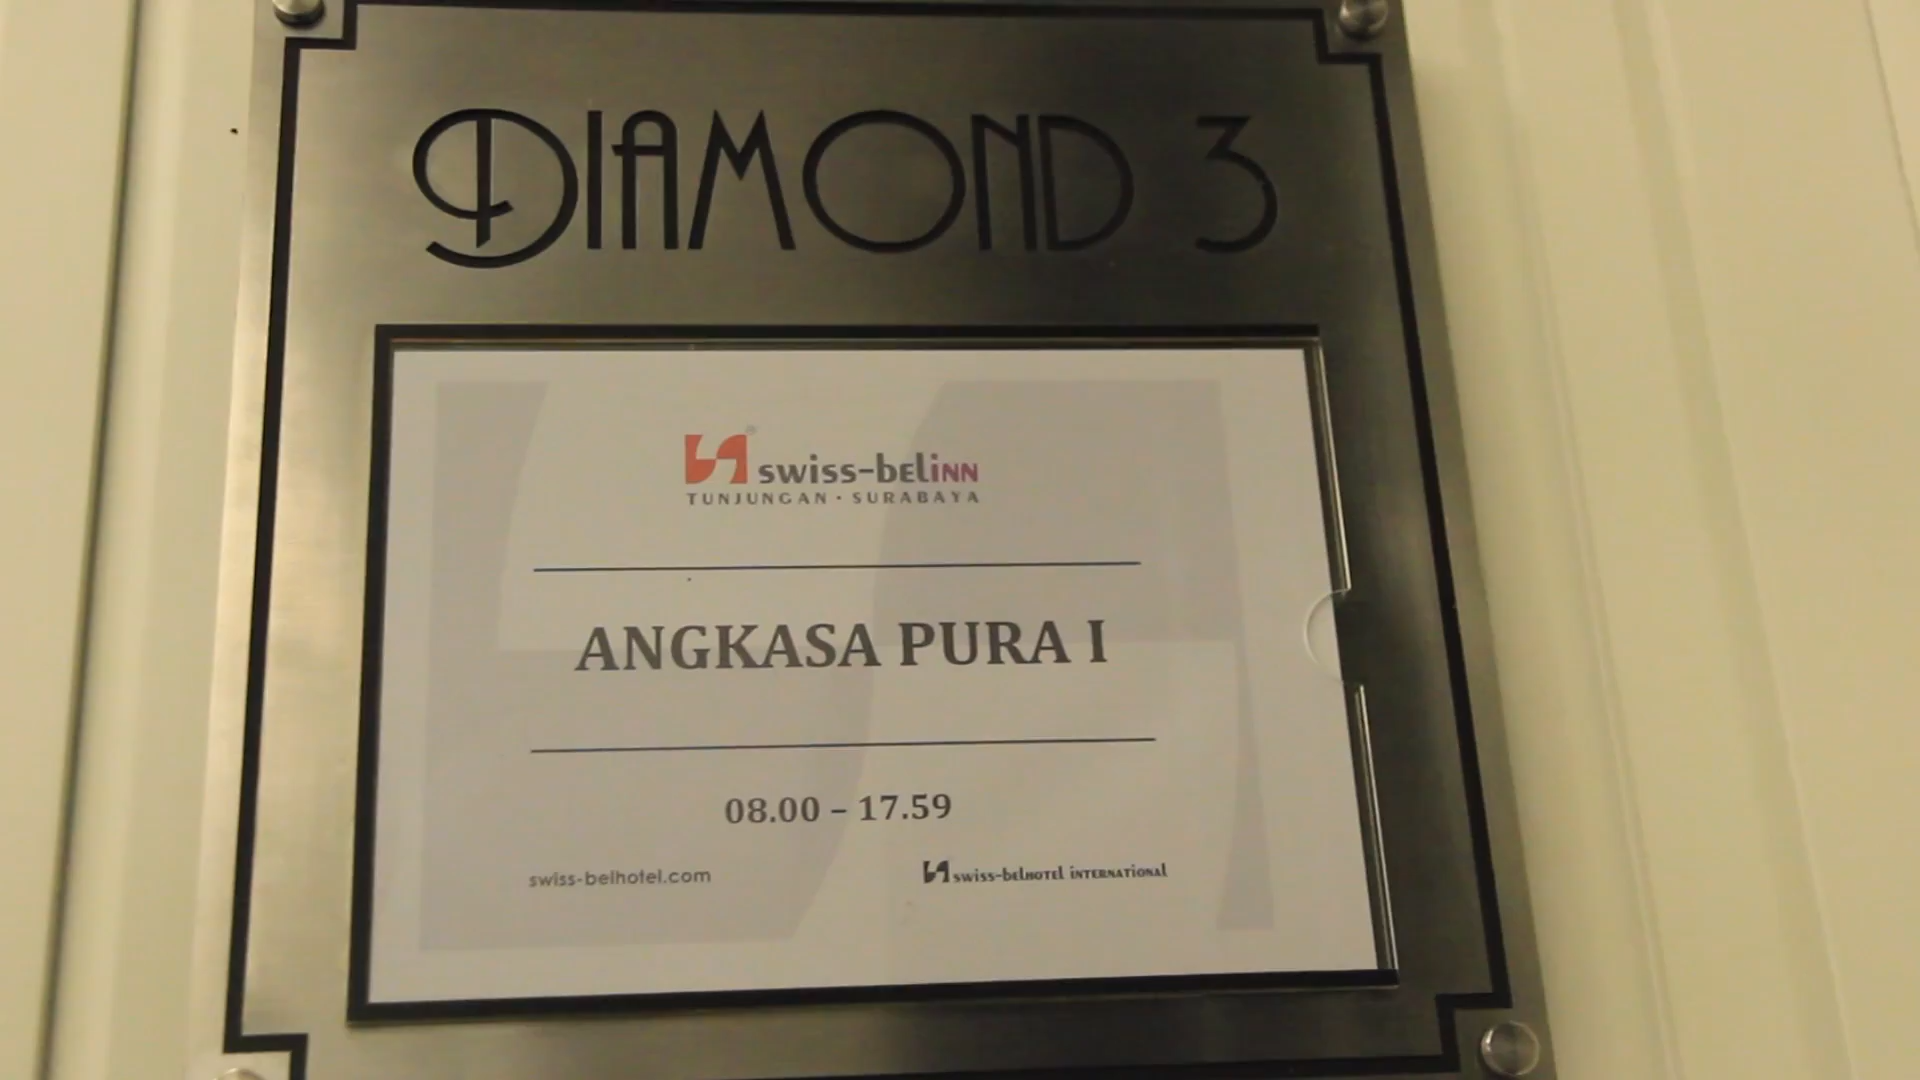 DIAMOND 3
swiss-belinn
TUNJUNGAN • SURABAYA
ANGKASA PURA I
08.00 – 17.59
swiss-belhotel.com
swiss-belhotel international